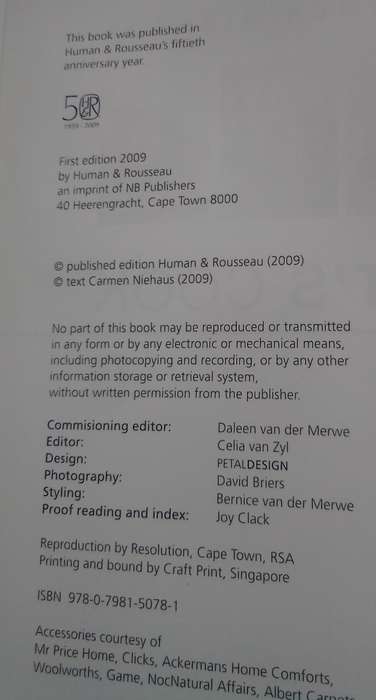 This book was published in
Human & Rousseau's fiftieth
anniversary year.
50
H&R
1959 - 2009
First edition 2009
by Human & Rousseau
an imprint of NB Publishers
40 Heerengracht, Cape Town 8000
© published edition Human & Rousseau (2009)
© text Carmen Niehaus (2009)
No part of this book may be reproduced or transmitted
in any form or by any electronic or mechanical means,
including photocopying and recording, or by any other
information storage or retrieval system,
without written permission from the publisher.
Commisioning editor: Daleen van der Merwe
Editor: Celia van Zyl
Design: PETALDESIGN
Photography: David Briers
Styling: Bernice van der Merwe
Proof reading and index: Joy Clack
Reproduction by Resolution, Cape Town, RSA
Printing and bound by Craft Print, Singapore
ISBN 978-0-7981-5078-1
Accessories courtesy of
Mr Price Home, Clicks, Ackermans Home Comforts,
Woolworths, Game, NocNatural Affairs, Albert